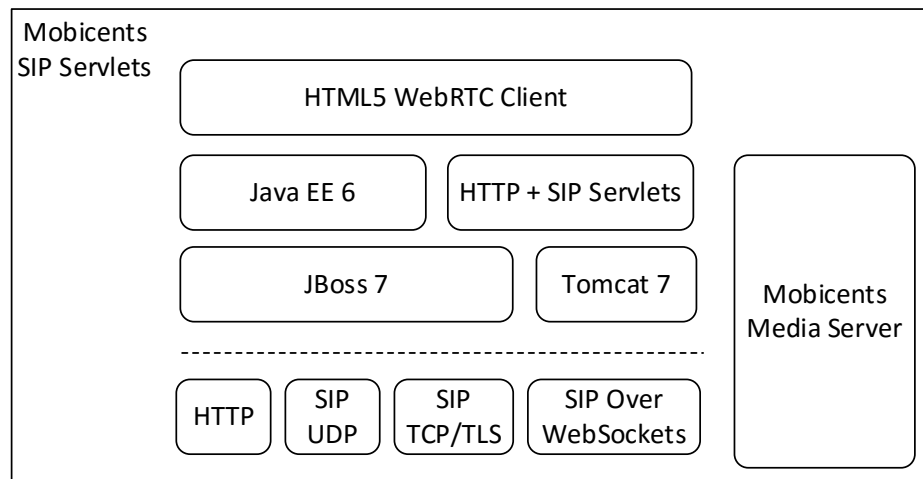 Mobicents
SIP Servlets
HTML5 WebRTC Client
Java EE 6
HTTP + SIP Servlets
JBoss 7
Tomcat 7
Mobicents
Media Server
HTTP
SIP
UDP
SIP
TCP/TLS
SIP Over
WebSockets